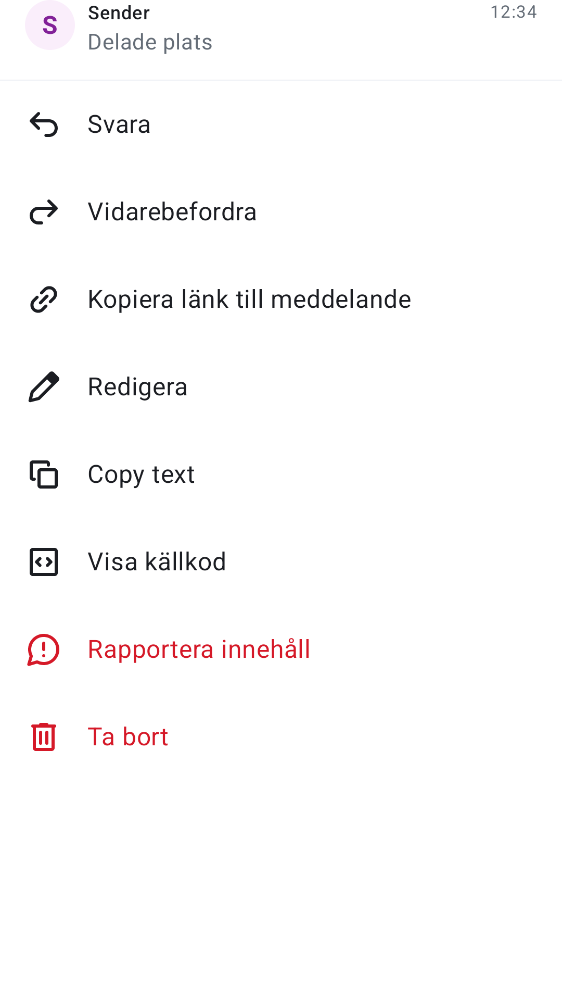 S
Sender
12:34
Delade plats
Svara
Vidarebefordra
Kopiera länk till meddelande
Redigera
Copy text
Visa källkod
Rapportera innehåll
Ta bort